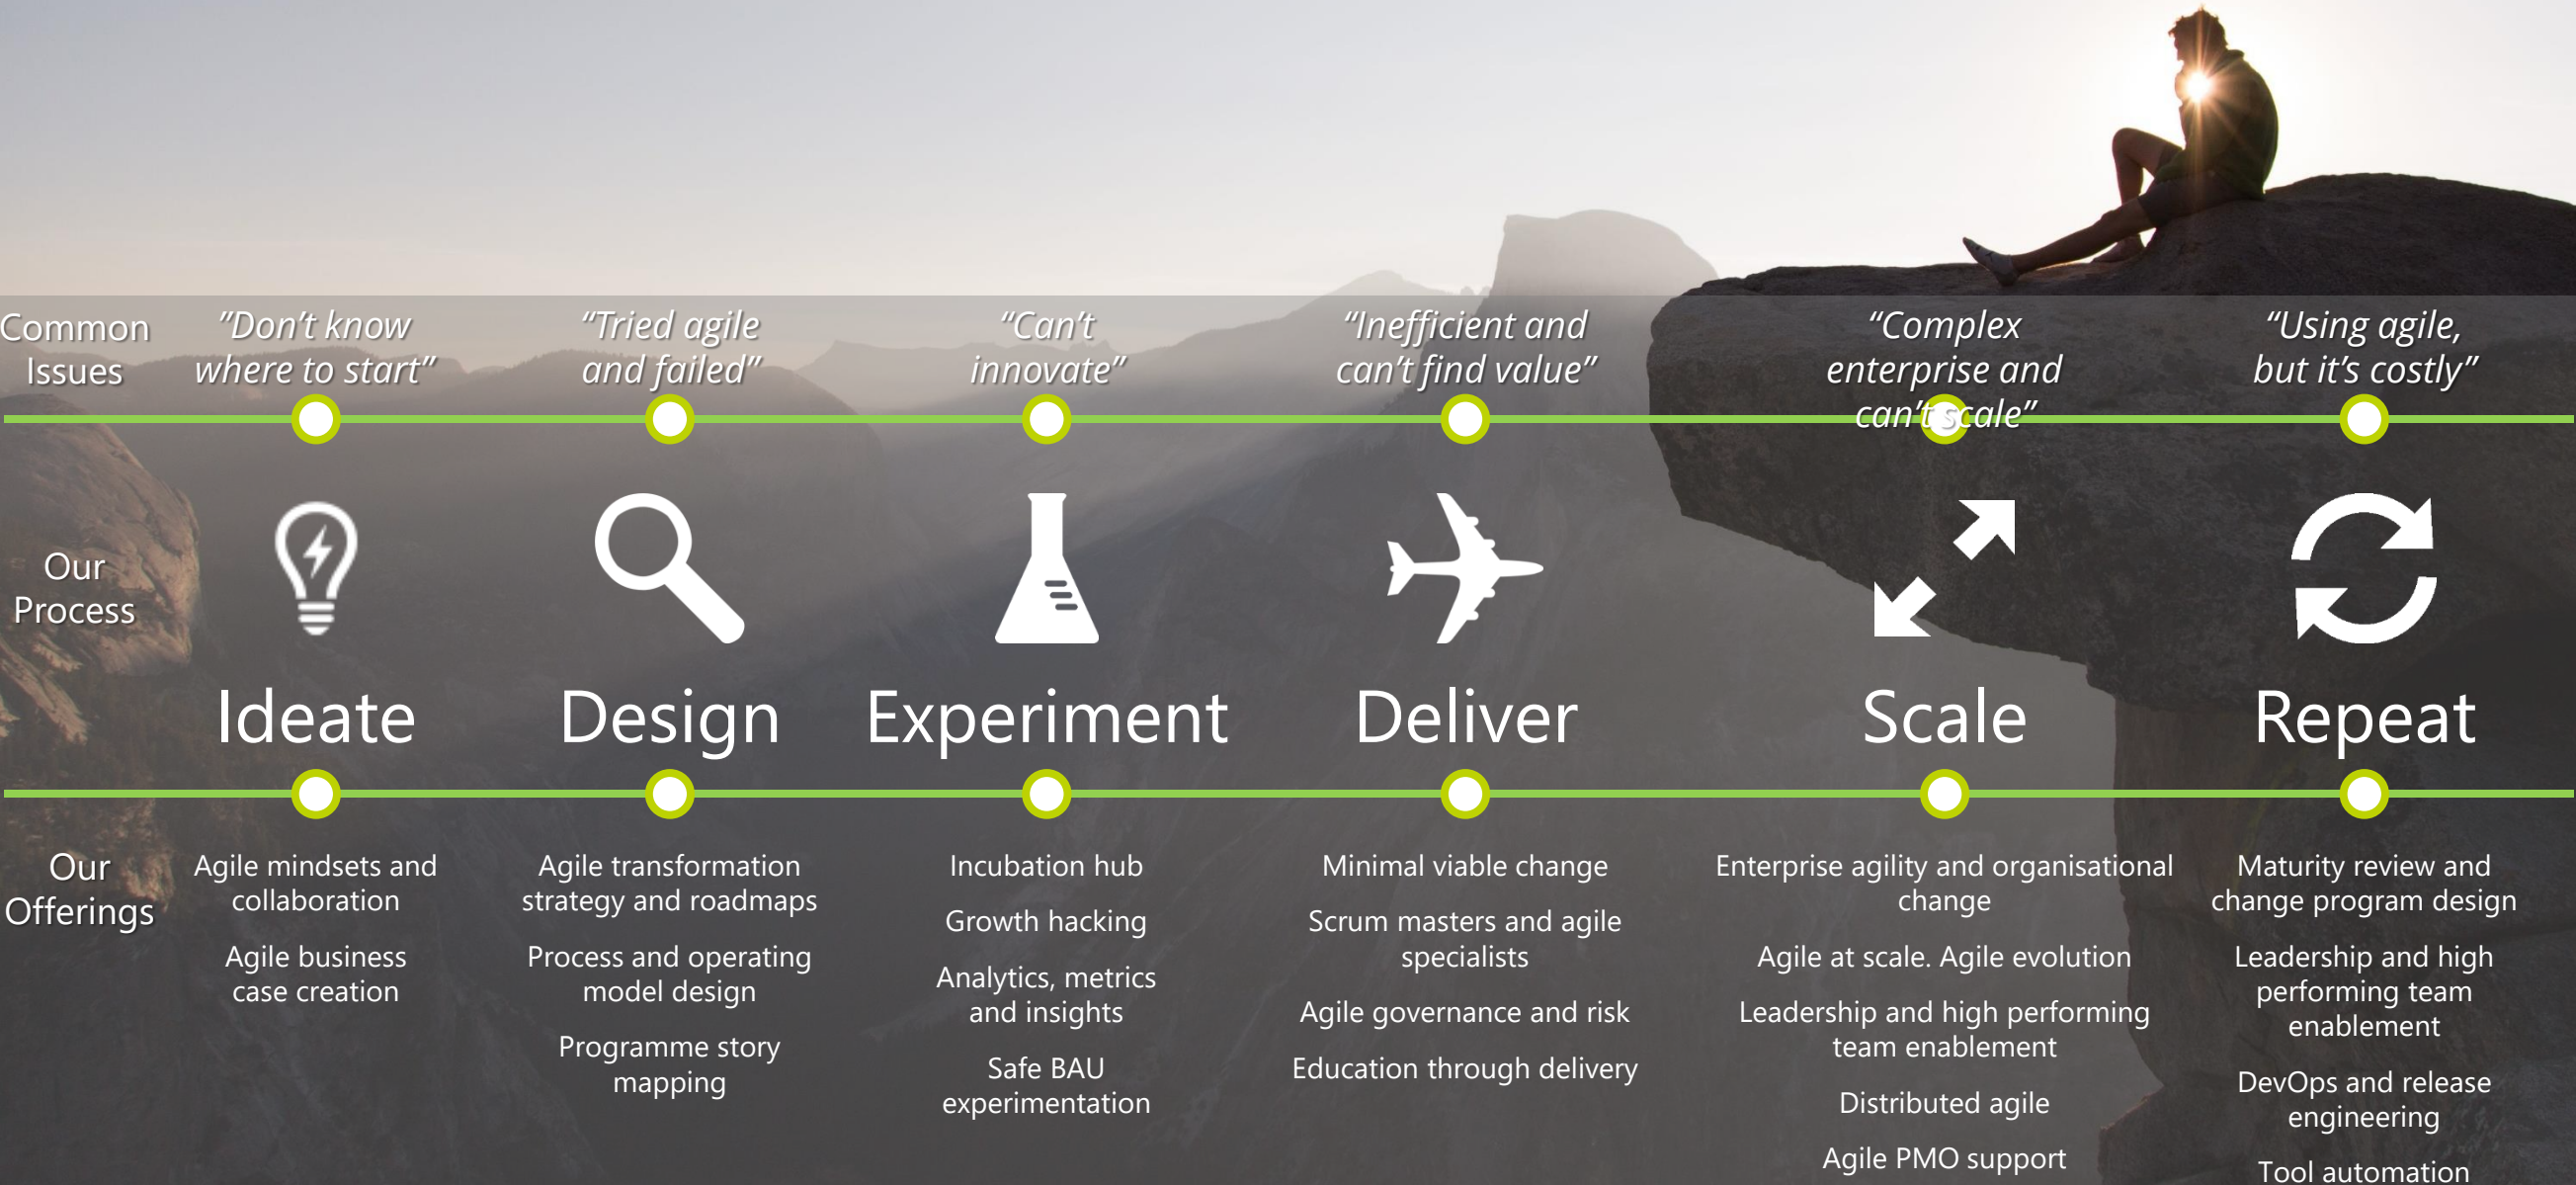 Common
Issues
”Don’t know
where to start”
“Tried agile
and failed”
“Can’t
innovate”
“Inefficient and
can’t find value”
“Complex
enterprise and
can’t scale”
“Using agile,
but it’s costly”
Our
Process
Ideate
Design
Experiment
Deliver
Scale
Repeat
Our
Offerings
Agile mindsets and
collaboration
Agile business
case creation
Agile transformation
strategy and roadmaps
Process and operating
model design
Programme story
mapping
Incubation hub
Growth hacking
Analytics, metrics
and insights
Safe BAU
experimentation
Minimal viable change
Scrum masters and agile
specialists
Agile governance and risk
Education through delivery
Enterprise agility and organisational
change
Agile at scale. Agile evolution
Leadership and high performing
team enablement
Distributed agile
Agile PMO support
Maturity review and
change program design
Leadership and high
performing team
enablement
DevOps and release
engineering
Tool automation